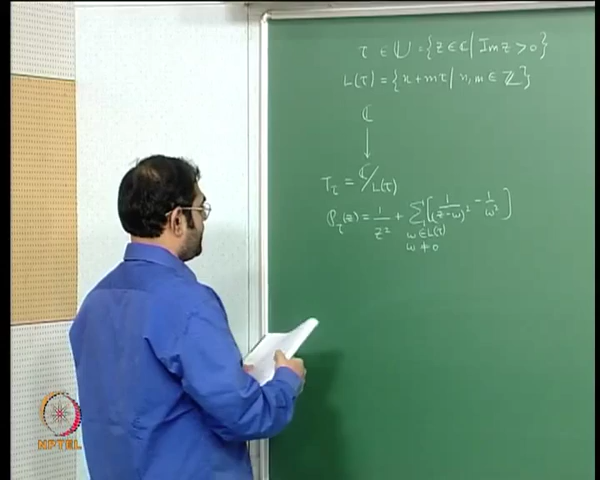 τ ∈ U = {z ∈ ℂ | Im z > 0}
L(τ) = {n + mτ | n, m ∈ ℤ}
ℂ
↓
T_τ = ℂ/L(τ)
℘_τ(z) = 1/z² + Σ [1/(z-ω)² - 1/ω²]
ω ∈ L(τ)
ω ≠ 0
NPTEL